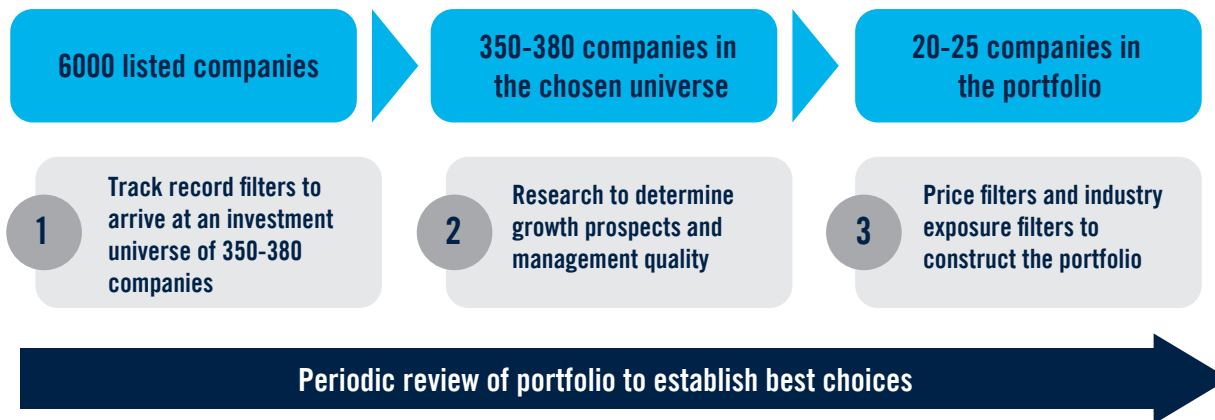 6000 listed companies
350-380 companies in
the chosen universe
20-25 companies in
the portfolio
1
Track record filters to
arrive at an investment
universe of 350-380
companies
2
Research to determine
growth prospects and
management quality
3
Price filters and industry
exposure filters to
construct the portfolio
Periodic review of portfolio to establish best choices